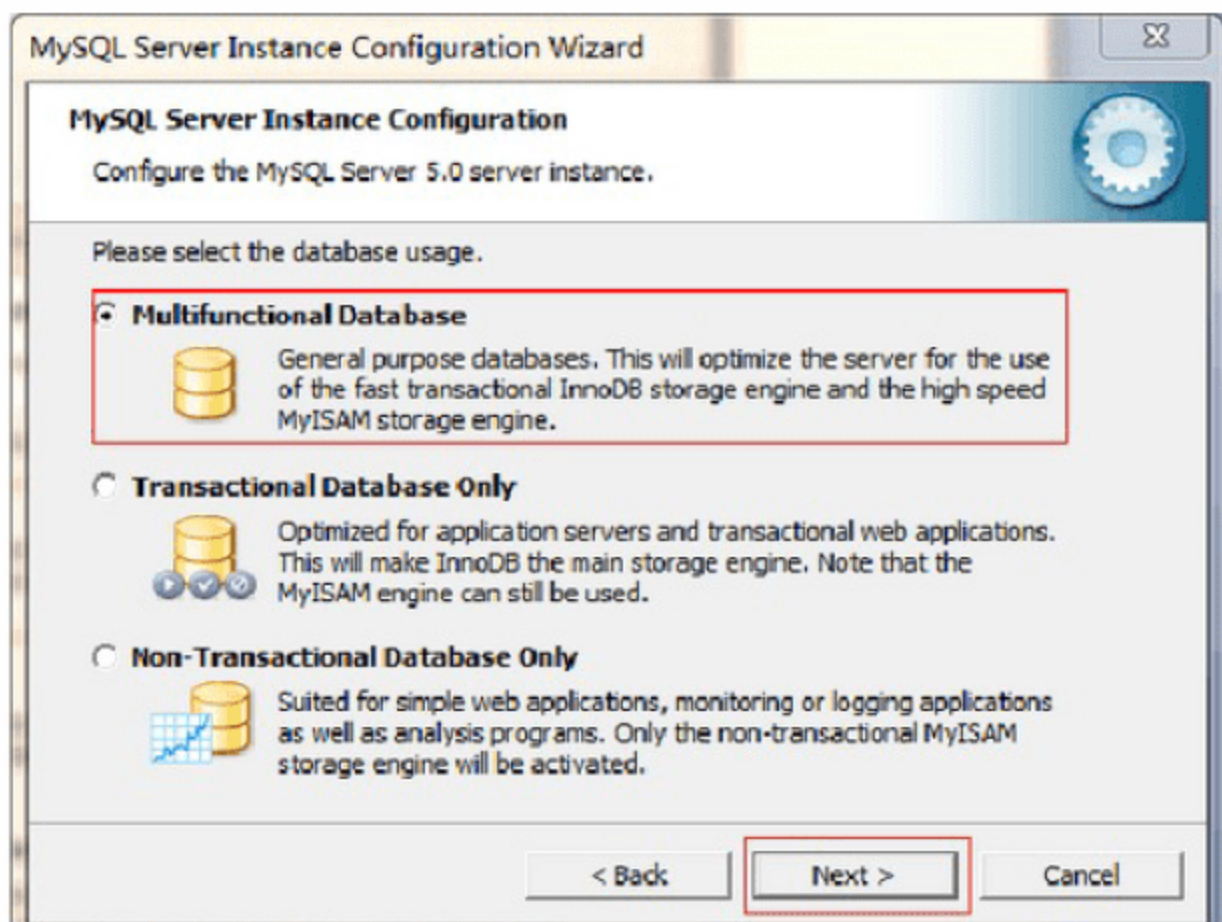 MySQL Server Instance Configuration Wizard
MySQL Server Instance Configuration
Configure the MySQL Server 5.0 server instance.
Please select the database usage.
Multifunctional Database
General purpose databases. This will optimize the server for the use
of the fast transactional InnoDB storage engine and the high speed
MyISAM storage engine.
Transactional Database Only
Optimized for application servers and transactional web applications.
This will make InnoDB the main storage engine. Note that the
MyISAM engine can still be used.
Non-Transactional Database Only
Suited for simple web applications, monitoring or logging applications
as well as analysis programs. Only the non-transactional MyISAM
storage engine will be activated.
< Back
Next >
Cancel